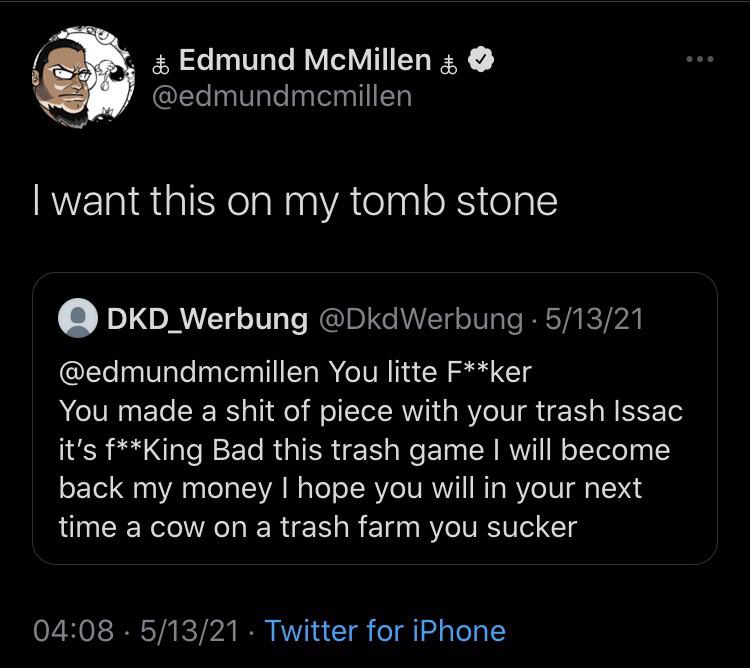 🜏 Edmund McMillen 🜏
@edmundmcmillen
I want this on my tomb stone
DKD_Werbung @DkdWerbung · 5/13/21
@edmundmcmillen You litte F**ker
You made a shit of piece with your trash Issac
it's f**King Bad this trash game I will become
back my money I hope you will in your next
time a cow on a trash farm you sucker
04:08 · 5/13/21 · Twitter for iPhone